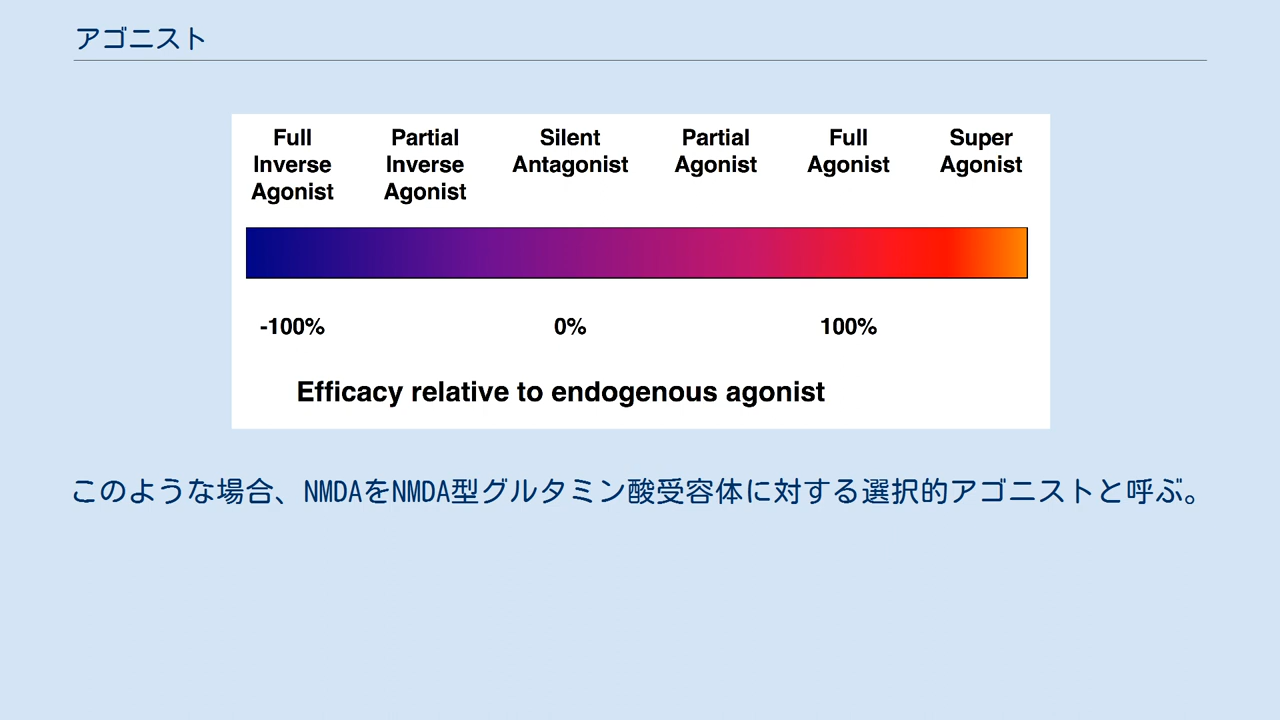 アゴニスト
Full Inverse Agonist
Partial Inverse Agonist
Silent Antagonist
Partial Agonist
Full Agonist
Super Agonist
-100%
0%
100%
Efficacy relative to endogenous agonist
このような場合、NMDAをNMDA型グルタミン酸受容体に対する選択的アゴニストと呼ぶ。